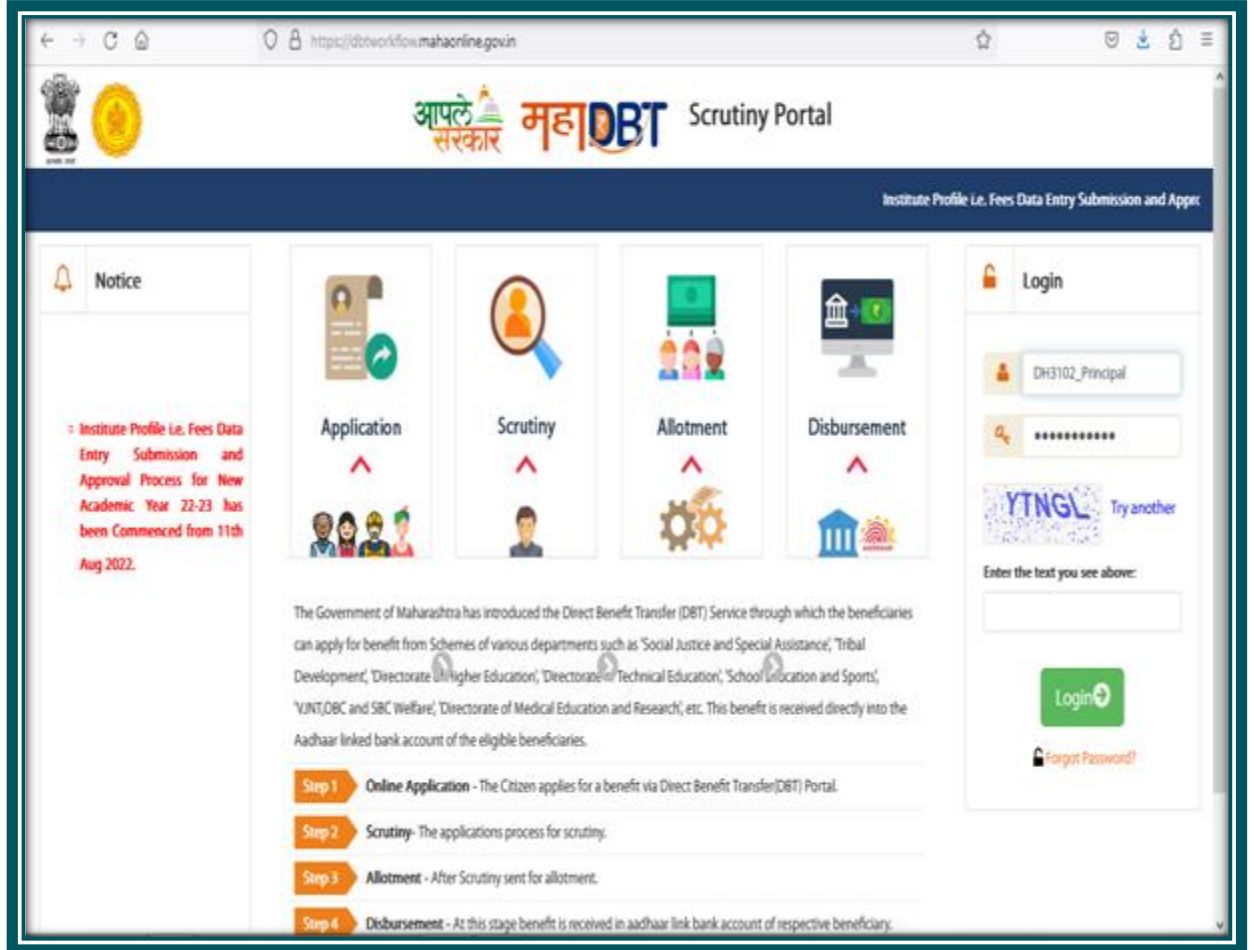 https://dbtworkflow.mahaonline.gov.in
आपले सरकार
महाDBT
Scrutiny Portal
Institute Profile i.e. Fees Data Entry Submission and Appro
Notice
Institute Profile i.e. Fees Data
Entry Submission and
Approval Process for New
Academic Year 22-23 has
been Commenced from 11th
Aug 2022.
Application
Scrutiny
Allotment
Disbursement
AADHAAR
The Government of Maharashtra has introduced the Direct Benefit Transfer (DBT) Service through which the beneficiaries
can apply for benefit from Schemes of various departments such as 'Social Justice and Special Assistance', 'Tribal
Development', 'Directorate of Higher Education', 'Directorate of Technical Education', 'School Education and Sports',
'VJNT,OBC and SBC Welfare', 'Directorate of Medical Education and Research', etc. This benefit is received directly into the
Aadhaar linked bank account of the eligible beneficiaries.
Step 1 Online Application - The Citizen applies for a benefit via Direct Benefit Transfer(DBT) Portal.
Step 2 Scrutiny- The applications process for scrutiny.
Step 3 Allotment - After Scrutiny sent for allotment.
Step 4 Disbursement - At this stage benefit is received in aadhaar link bank account of respective beneficiary.
Login
DH3102_Principal
•••••••••••
YTNGL
Try another
Enter the text you see above:
Login
Forgot Password?